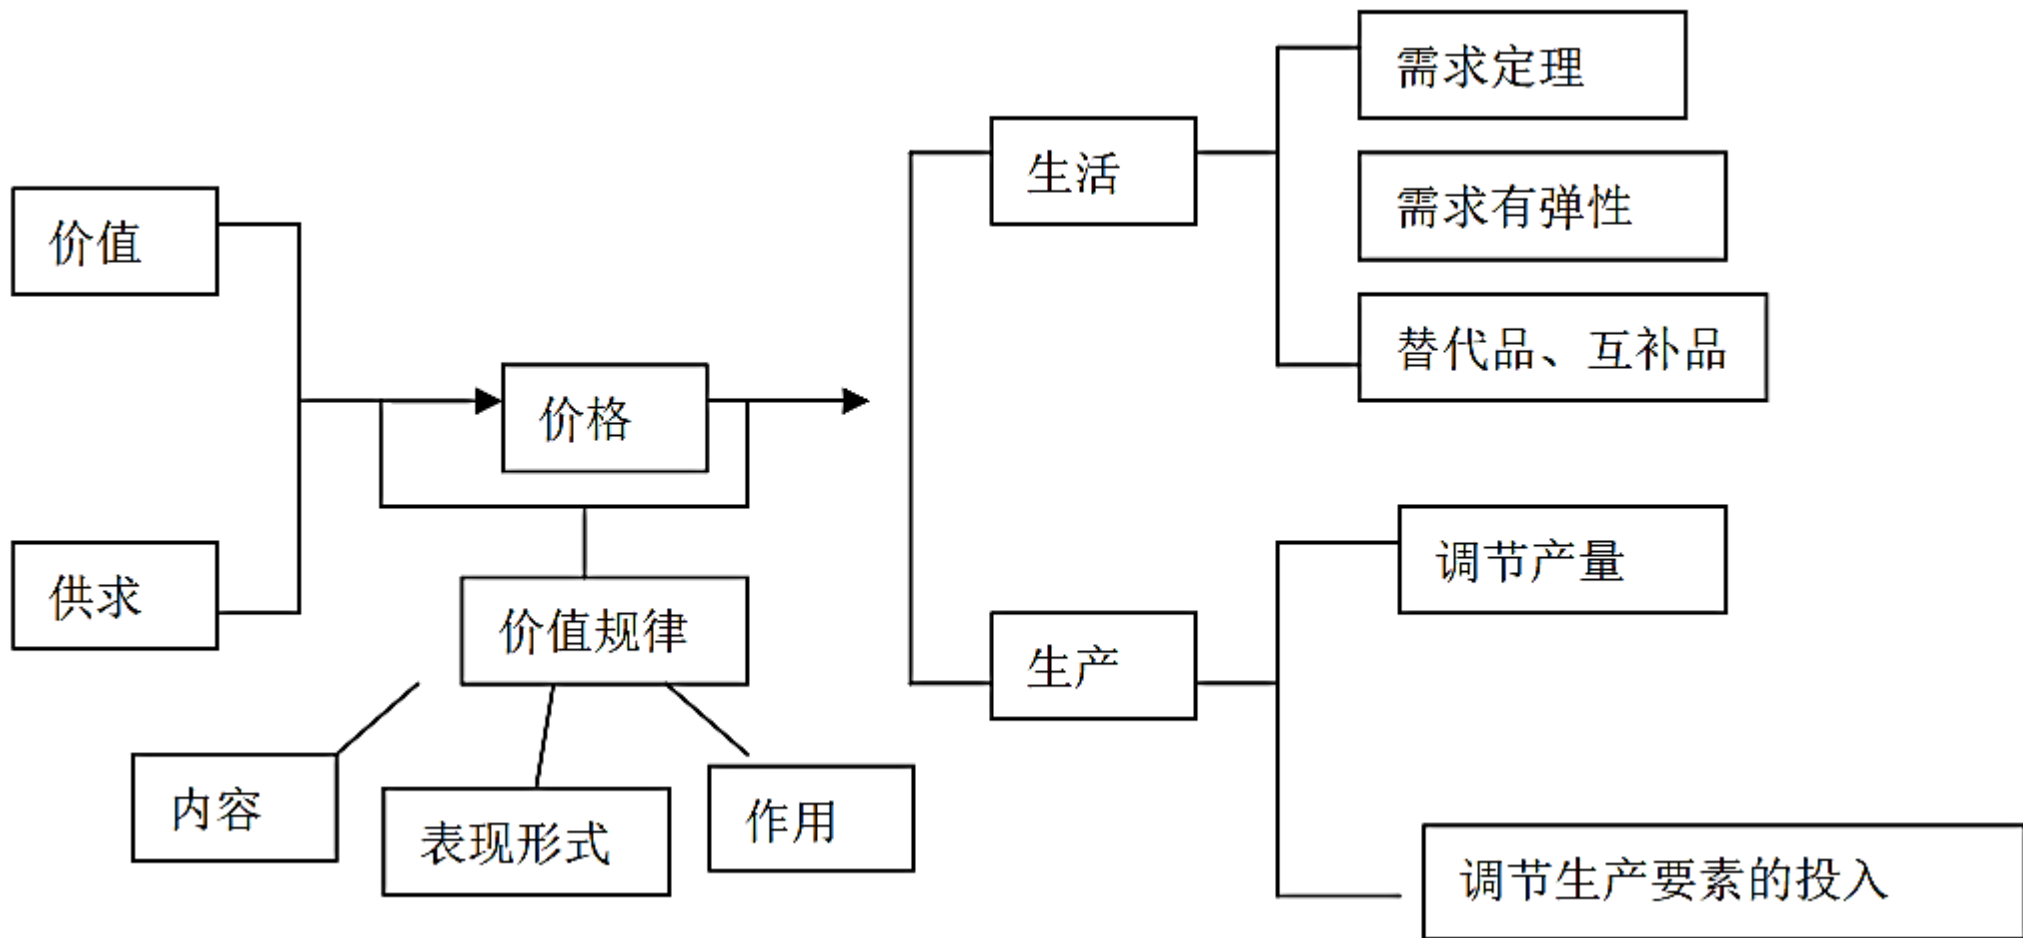 需求定理
生活
需求有弹性
价值
替代品、互补品
价格
供求
调节产量
价值规律
生产
内容
表现形式
作用
调节生产要素的投入